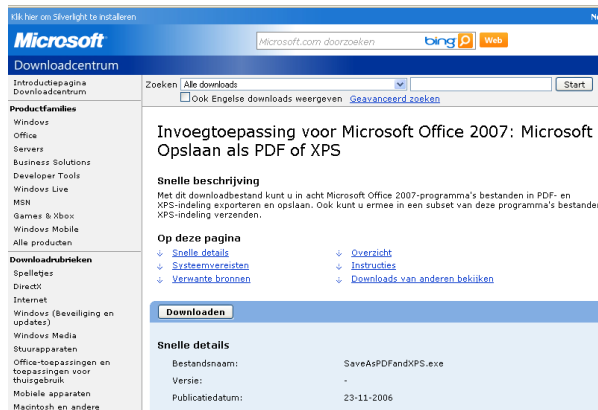 Klik hier om Silverlight te installeren
Microsoft
Microsoft.com doorzoeken
bing
Web
Downloadcentrum
Introductiepagina
Downloadcentrum
Productfamilies
Windows
Office
Servers
Business Solutions
Developer Tools
Windows Live
MSN
Games & Xbox
Windows Mobile
Alle producten
Downloadrubrieken
Spelletjes
DirectX
Internet
Windows (Beveiliging en
updates)
Windows Media
Stuurapparaten
Office-toepassingen en
toepassingen voor
thuisgebruik
Mobiele apparaten
Macintosh en andere
Zoeken Alle downloads Start
Ook Engelse downloads weergeven Geavanceerd zoeken
Invoegtoepassing voor Microsoft Office 2007: Microsoft
Opslaan als PDF of XPS
Snelle beschrijving
Met dit downloadbestand kunt u in acht Microsoft Office 2007-programma's bestanden in PDF- en
XPS-indeling exporteren en opslaan. Ook kunt u ermee in een subset van deze programma's bestanden
XPS-indeling verzenden.
Op deze pagina
Snelle details
Systeemvereisten
Verwante bronnen
Overzicht
Instructies
Downloads van anderen bekijken
Downloaden
Snelle details
Bestandsnaam: SaveAsPDFandXPS.exe
Versie: -
Publicatiedatum: 23-11-2006